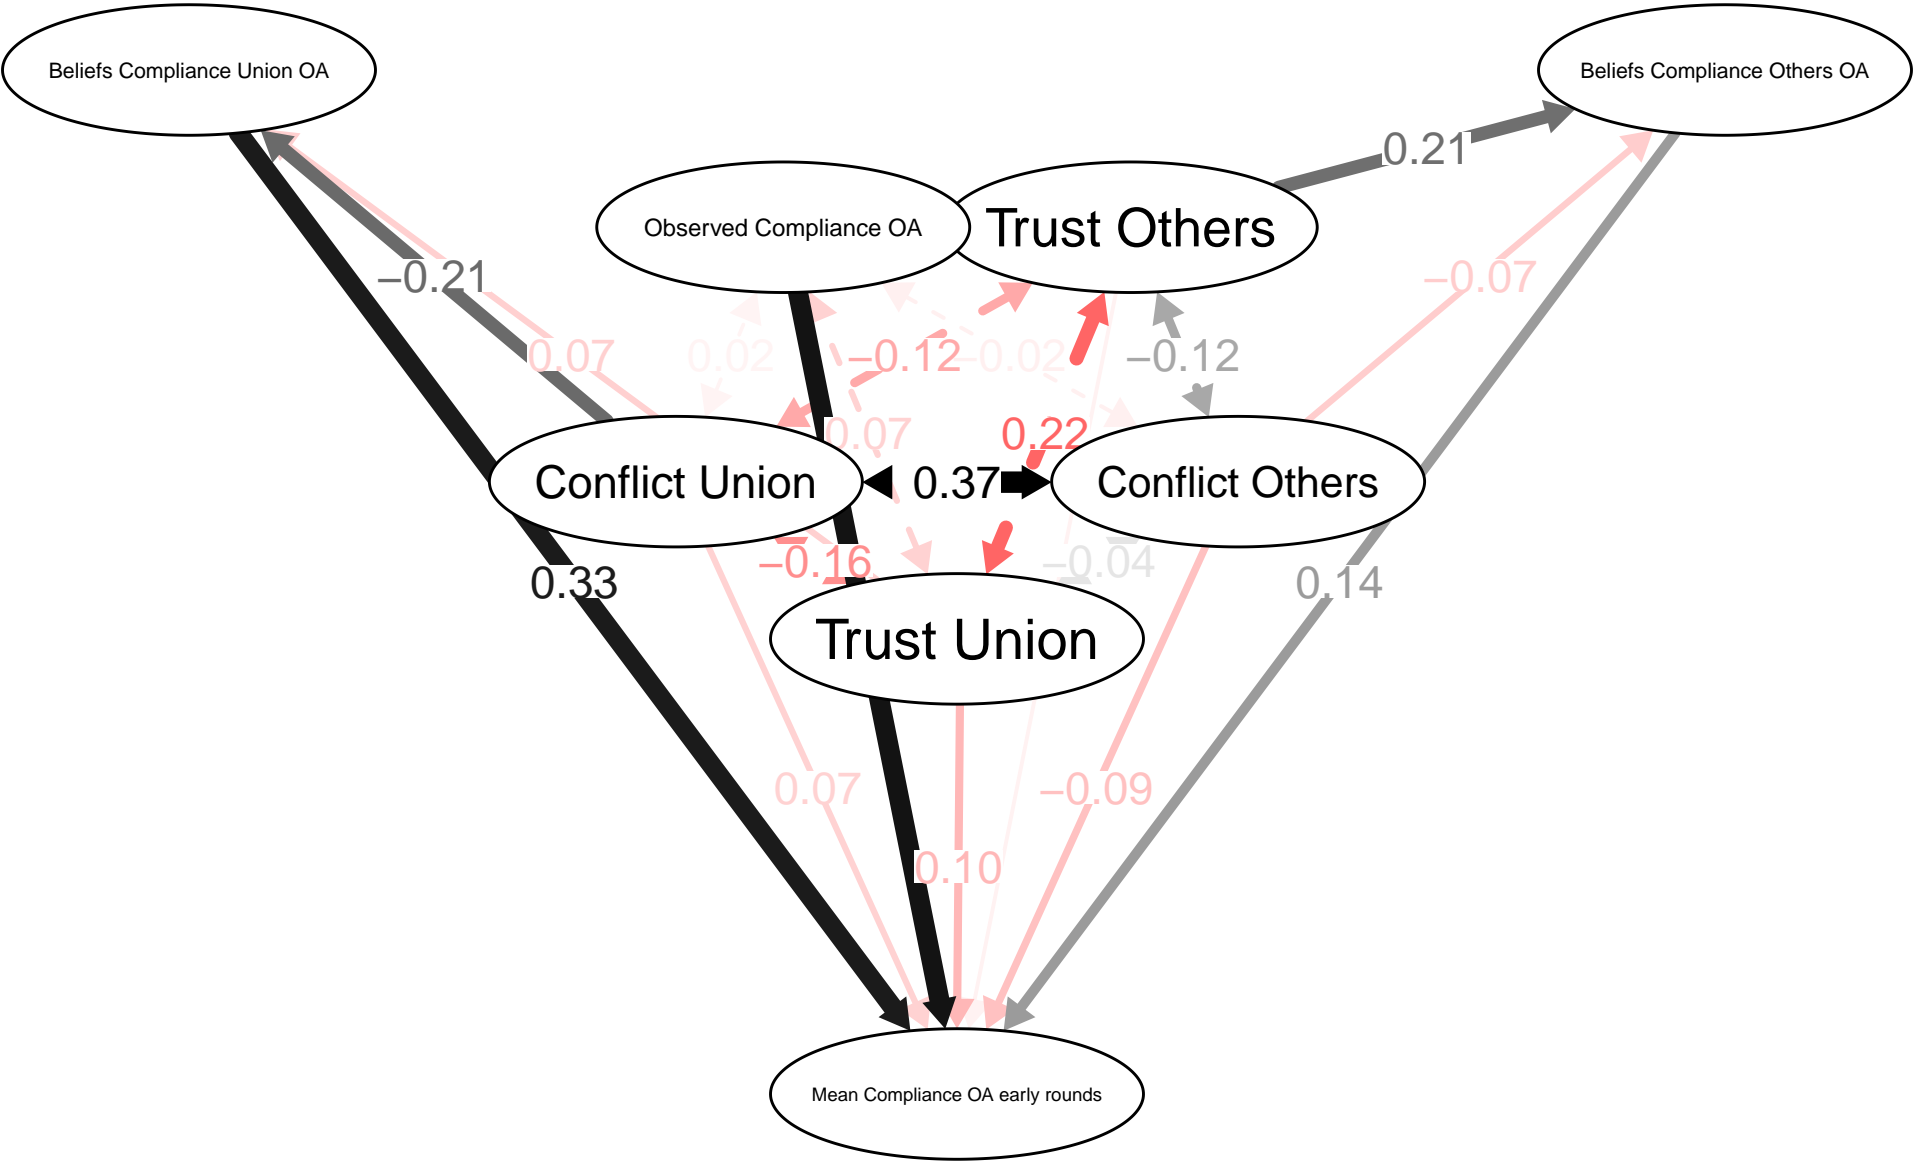 Beliefs Compliance Union OA
Beliefs Compliance Others OA
0.21
Observed Compliance OA
Trust Others
−0.21
−0.07
0.07
0.02
−0.12
−0.02
−0.12
0.07
0.22
Conflict Union
0.37
Conflict Others
−0.16
−0.04
0.33
0.14
Trust Union
0.07
−0.09
0.10
Mean Compliance OA early rounds